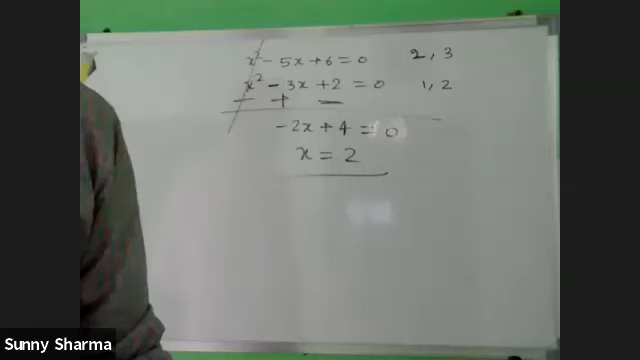 x² - 5x + 6 = 0 2, 3
x² - 3x + 2 = 0 1, 2
- + -
-2x + 4 = 0
x = 2
Sunny Sharma